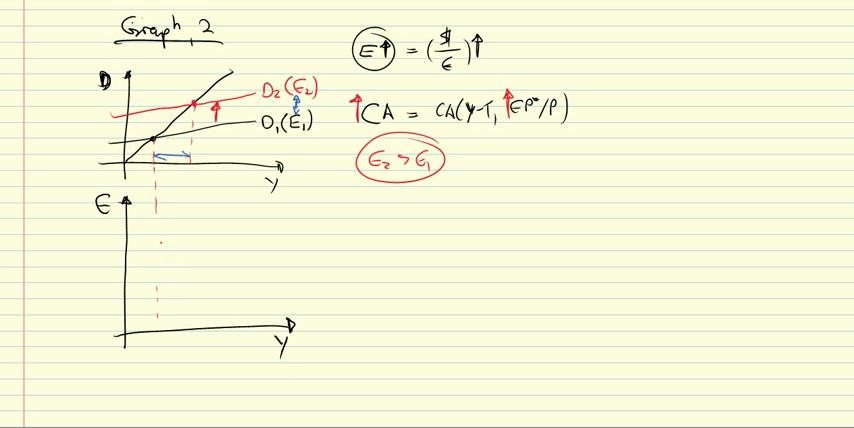 Graph 2
E↑ = ($/€)↑
D
D₂(E₂)
D₁(E₁)
Y
↑CA = CA(Y-T, ↑EP*/P)
E₂ > E₁
E
Y